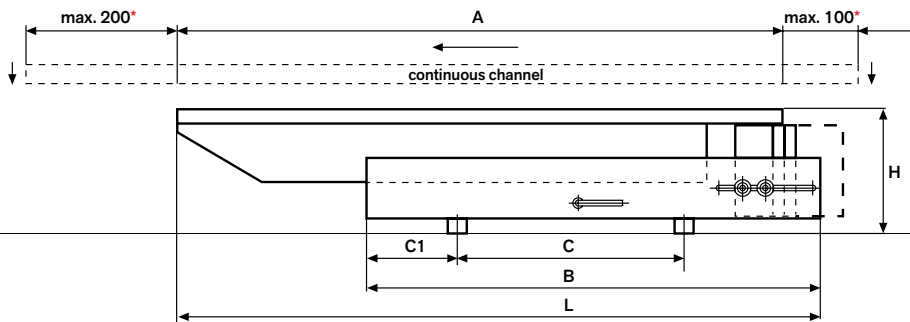 max. 200* A max. 100*
continuous channel
H
C1 C
B
L